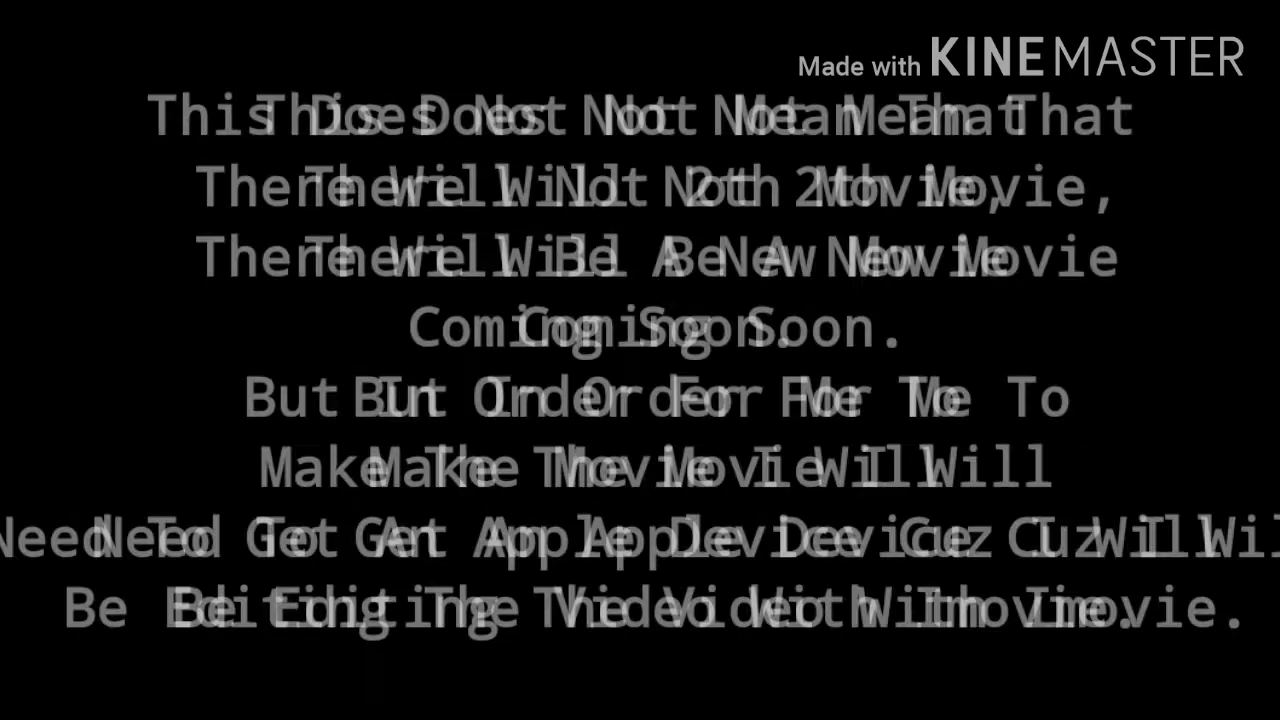 Made with KINEMASTER
This Does Not Not Mean That
There Will Not 2th Movie,
There Will Be A New Movie
Coming Soon.
But In Order For Me To
Make The Movie I Will
Need To Get An Apple Device Cuz I Will
Be Editing The Video With Imovie.